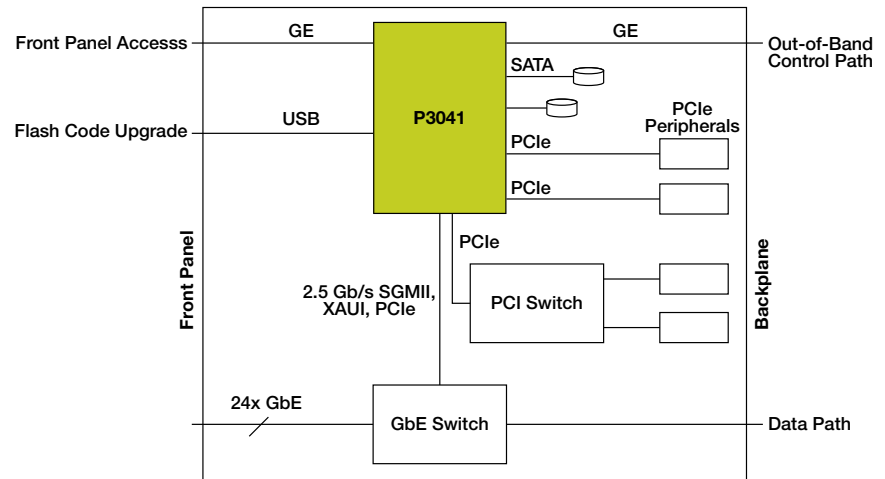 Front Panel Accesss
GE
GE
Out-of-Band
Control Path
SATA
P3041
Flash Code Upgrade
USB
PCIe
Peripherals
PCIe
PCIe
PCIe
Front Panel
Backplane
2.5 Gb/s SGMII,
XAUI, PCIe
PCI Switch
24x GbE
GbE Switch
Data Path